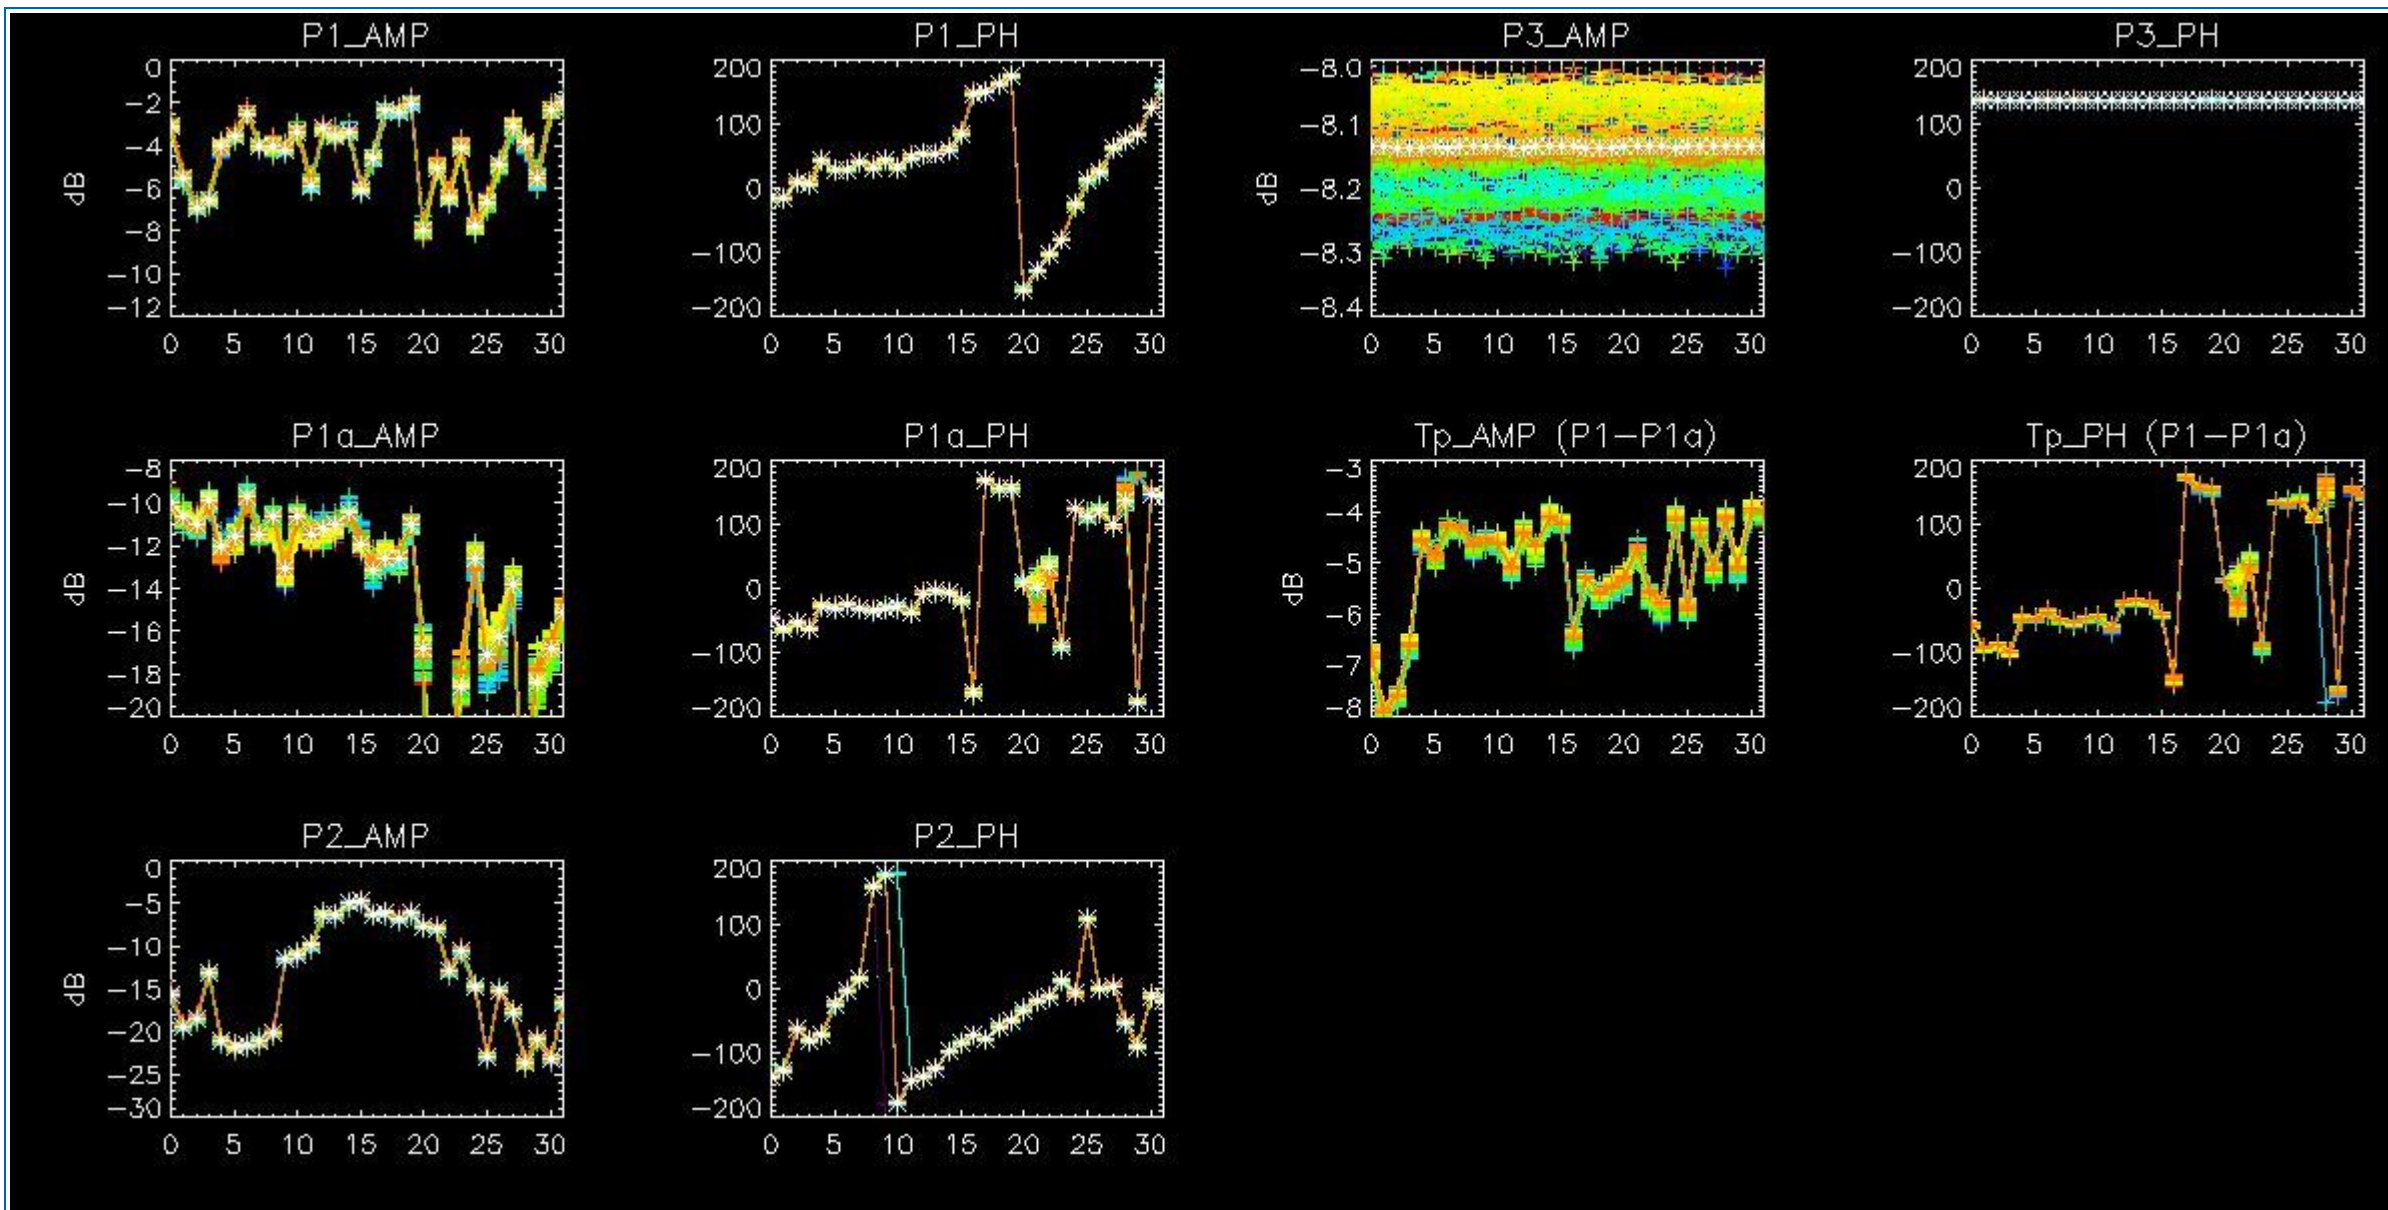 P1_AMP
P1_PH
P3_AMP
P3_PH
0
−2
−4
−6
−8
−10
−12
dB
0 5 10 15 20 25 30
200
100
0
−100
−200
0 5 10 15 20 25 30
−8.0
−8.1
−8.2
−8.3
−8.4
dB
0 5 10 15 20 25 30
200
100
0
−100
−200
0 5 10 15 20 25 30
P1a_AMP
P1a_PH
Tp_AMP (P1−P1a)
Tp_PH (P1−P1a)
−8
−10
−12
−14
−16
−18
−20
dB
0 5 10 15 20 25 30
200
100
0
−100
−200
0 5 10 15 20 25 30
−3
−4
−5
−6
−7
−8
dB
0 5 10 15 20 25 30
200
100
0
−100
−200
0 5 10 15 20 25 30
P2_AMP
P2_PH
0
−5
−10
−15
−20
−25
−30
dB
0 5 10 15 20 25 30
200
100
0
−100
−200
0 5 10 15 20 25 30